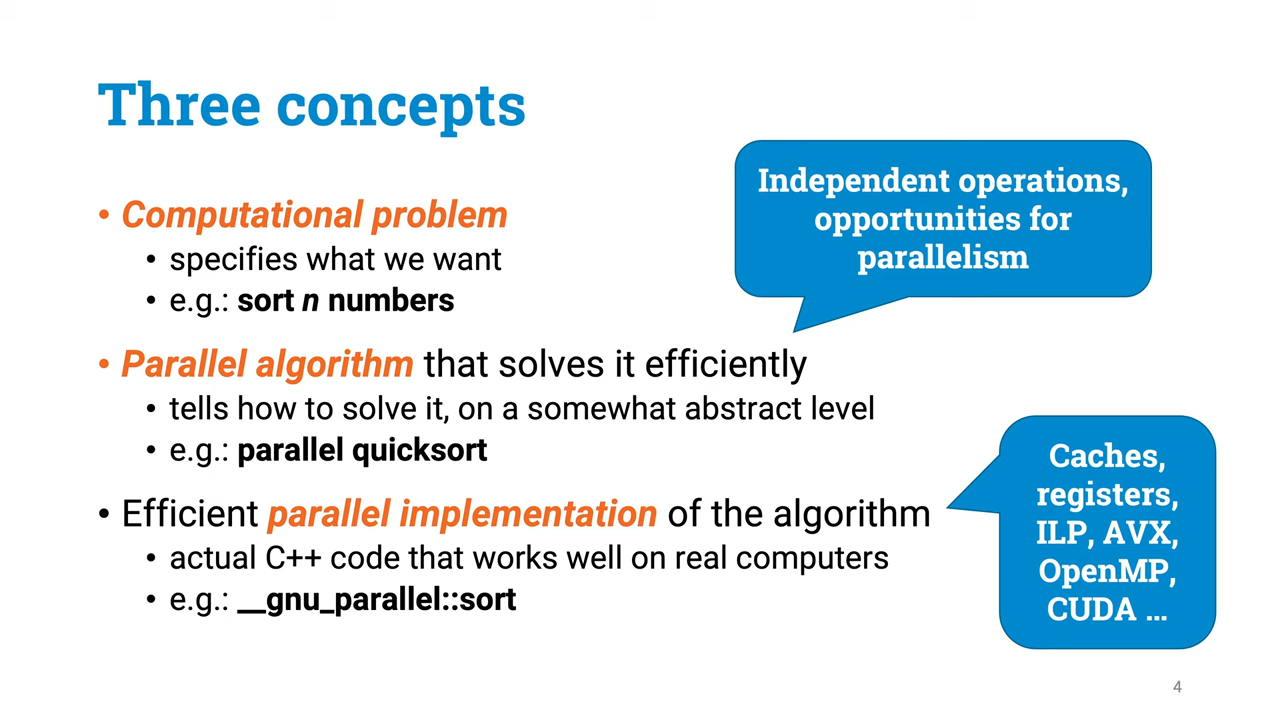 Three concepts
• Computational problem
• specifies what we want
• e.g.: sort n numbers
Independent operations,
opportunities for
parallelism
• Parallel algorithm that solves it efficiently
• tells how to solve it, on a somewhat abstract level
• e.g.: parallel quicksort
• Efficient parallel implementation of the algorithm
• actual C++ code that works well on real computers
• e.g.: __gnu_parallel::sort
Caches,
registers,
ILP, AVX,
OpenMP,
CUDA ...
4